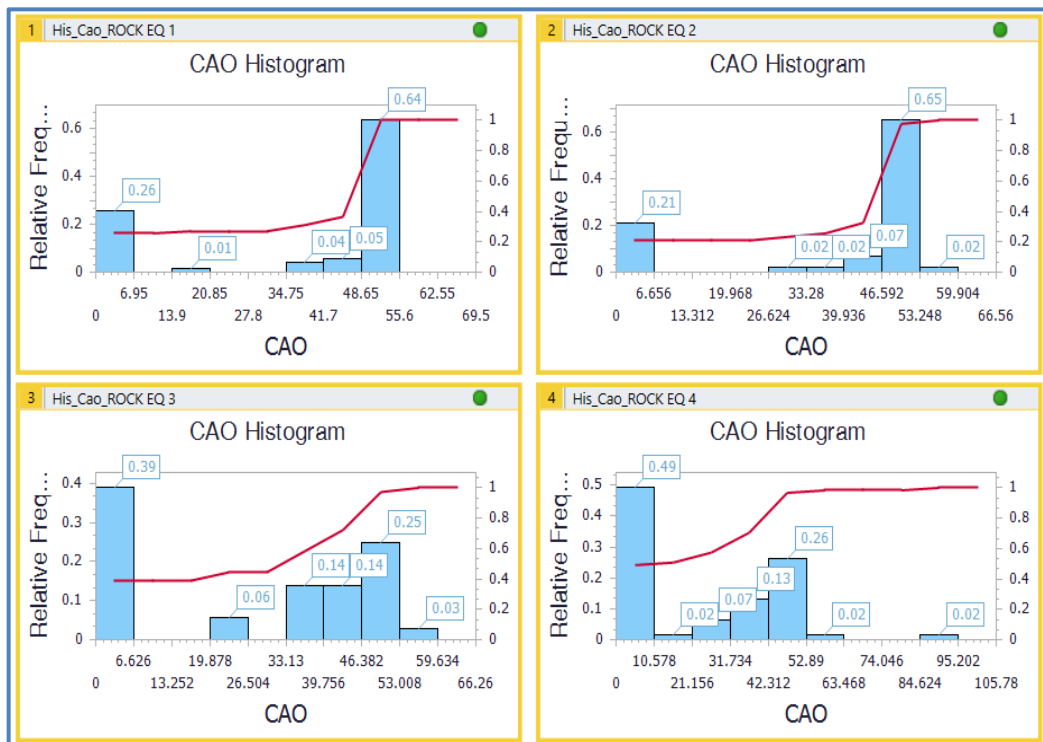 1 His_Cao_ROCK EQ 1
CAO Histogram
Relative Freq...
0.6
0.4
0.2
0
0.26
0.01
0.04
0.05
0.64
1
0.8
0.6
0.4
0.2
0
6.95 20.85 34.75 48.65 62.55
0 13.9 27.8 41.7 55.6 69.5
CAO
2 His_Cao_ROCK EQ 2
CAO Histogram
Relative Frequ...
0.6
0.4
0.2
0
0.21
0.02
0.02
0.07
0.65
0.02
1
0.8
0.6
0.4
0.2
0
6.656 19.968 33.28 46.592 59.904
0 13.312 26.624 39.936 53.248 66.56
CAO
3 His_Cao_ROCK EQ 3
CAO Histogram
Relative Freq...
0.4
0.3
0.2
0.1
0
0.39
0.06
0.14
0.14
0.25
0.03
1
0.8
0.6
0.4
0.2
0
6.626 19.878 33.13 46.382 59.634
0 13.252 26.504 39.756 53.008 66.26
CAO
4 His_Cao_ROCK EQ 4
CAO Histogram
Relative Freq...
0.5
0.4
0.3
0.2
0.1
0
0.49
0.02
0.07
0.13
0.26
0.02
0.02
1
0.8
0.6
0.4
0.2
0
10.578 31.734 52.89 74.046 95.202
0 21.156 42.312 63.468 84.624 105.78
CAO